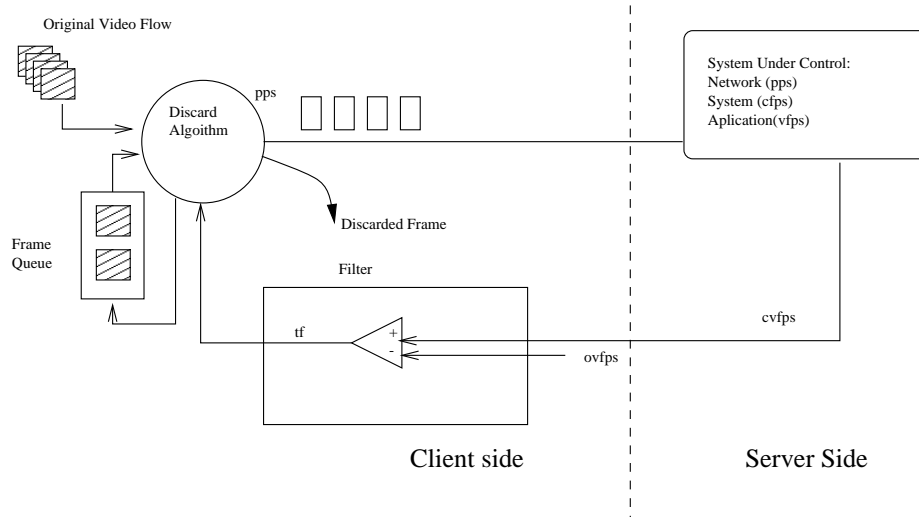 Original Video Flow
pps
Discard
Algoithm
System Under Control:
Network (pps)
System (cfps)
Aplication(vfps)
Discarded Frame
Frame
Queue
Filter
tf
+
-
cvfps
ovfps
Client side
Server Side